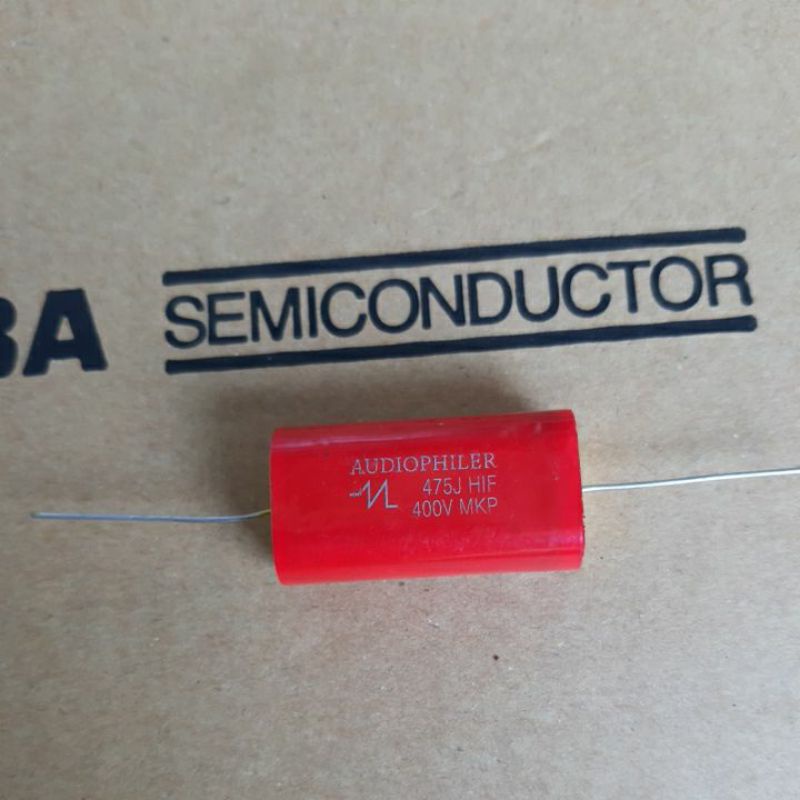 BA SEMICONDUCTOR
AUDIOPHILER
475J HIF
400V MKP